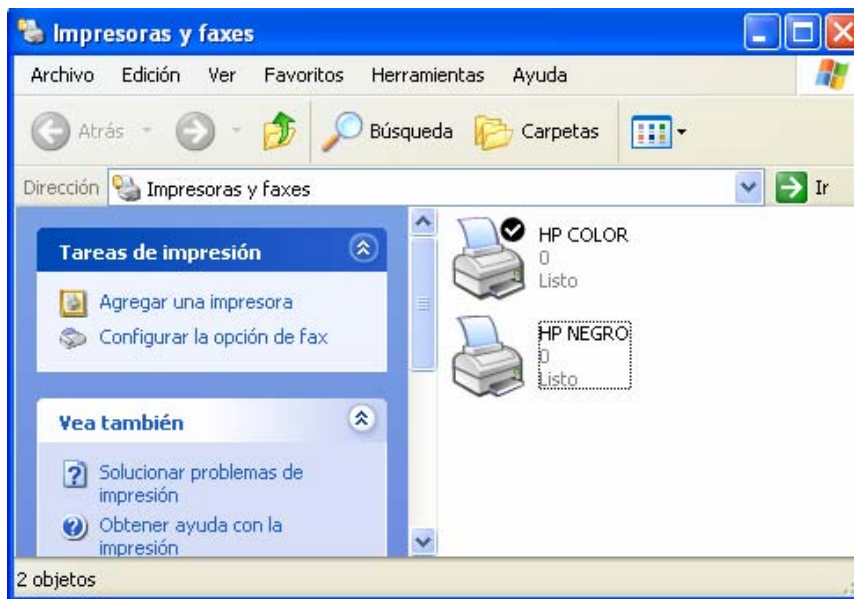 Impresoras y faxes
Archivo Edición Ver Favoritos Herramientas Ayuda
Atrás Búsqueda Carpetas
Dirección Impresoras y faxes Ir
Tareas de impresión
Agregar una impresora
Configurar la opción de fax
Vea también
Solucionar problemas de
impresión
Obtener ayuda con la
impresión
HP COLOR
0
Listo
HP NEGRO
0
Listo
2 objetos